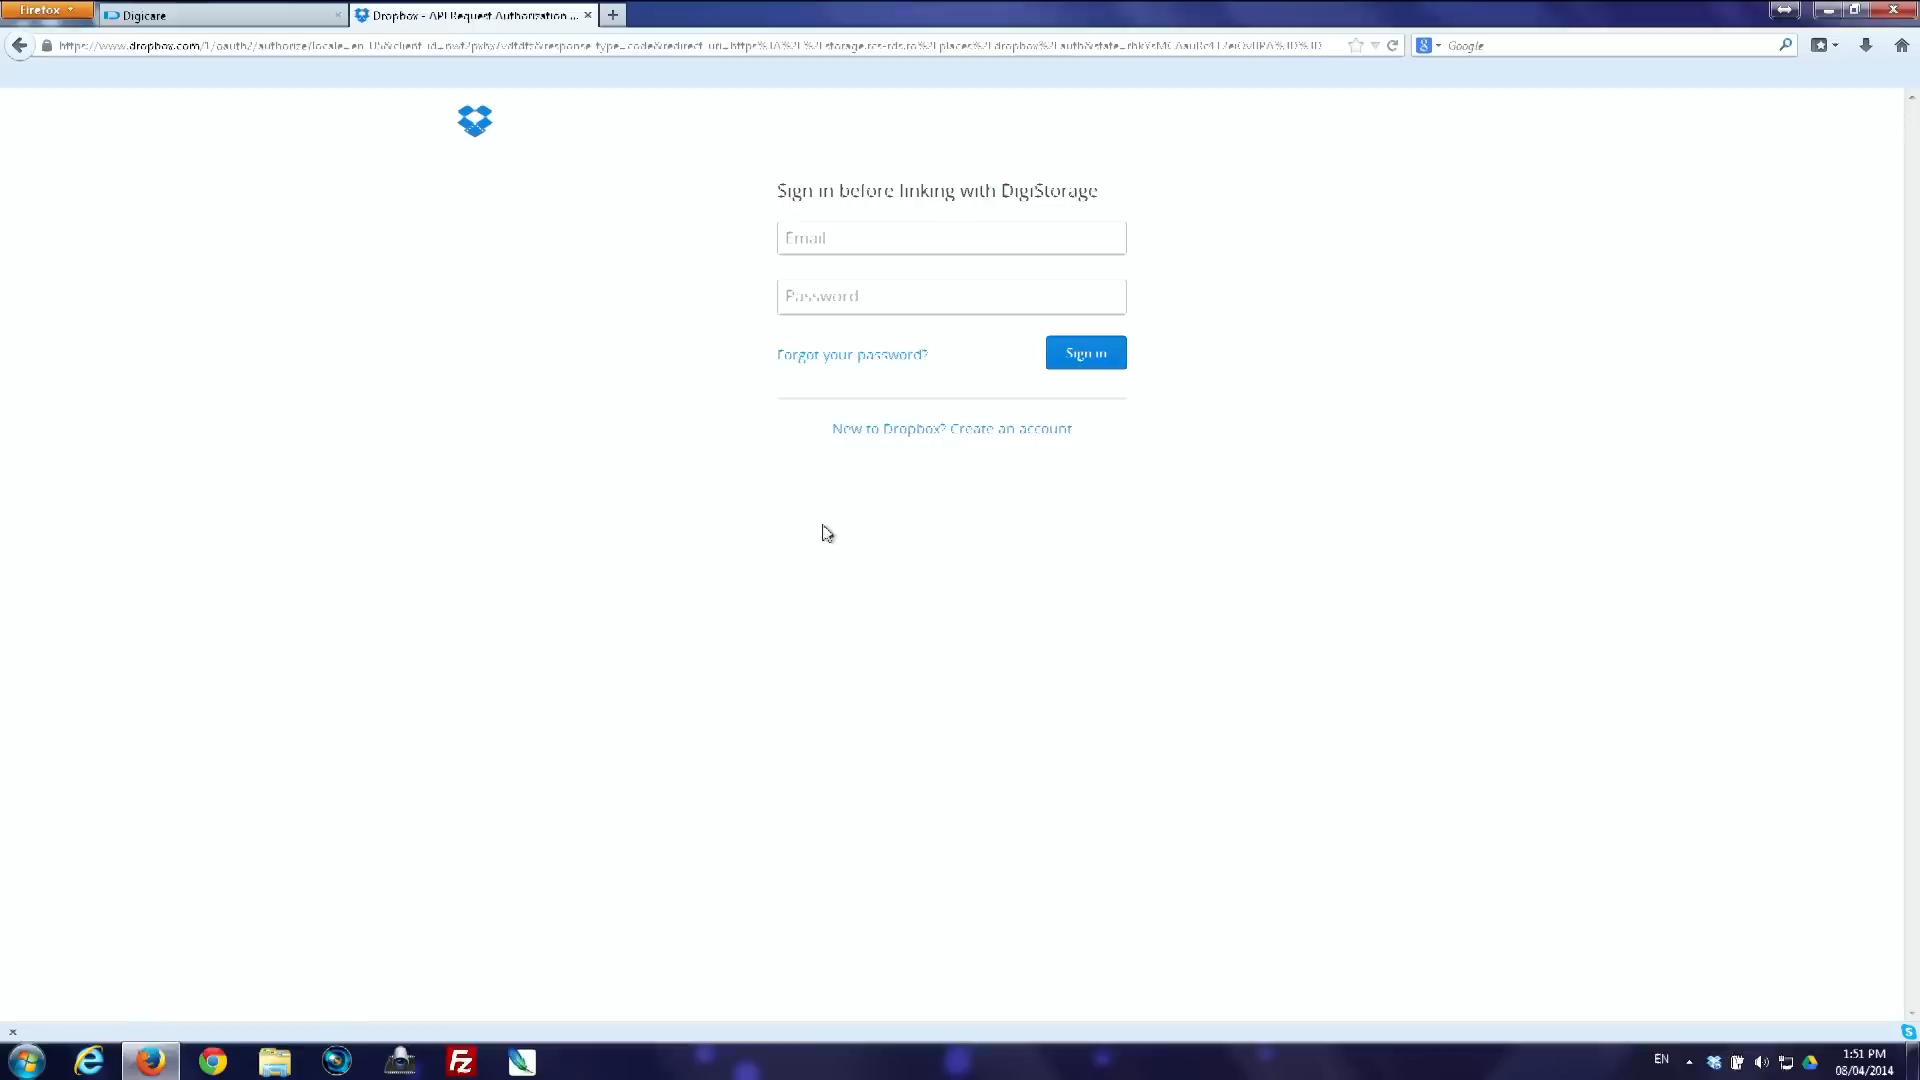 Firefox
Digicare
Dropbox - API Request Authorization ...
Google
Sign in before linking with DigiStorage
Email
Password
Forgot your password?
Sign in
New to Dropbox? Create an account
EN
1:51 PM
08/04/2014